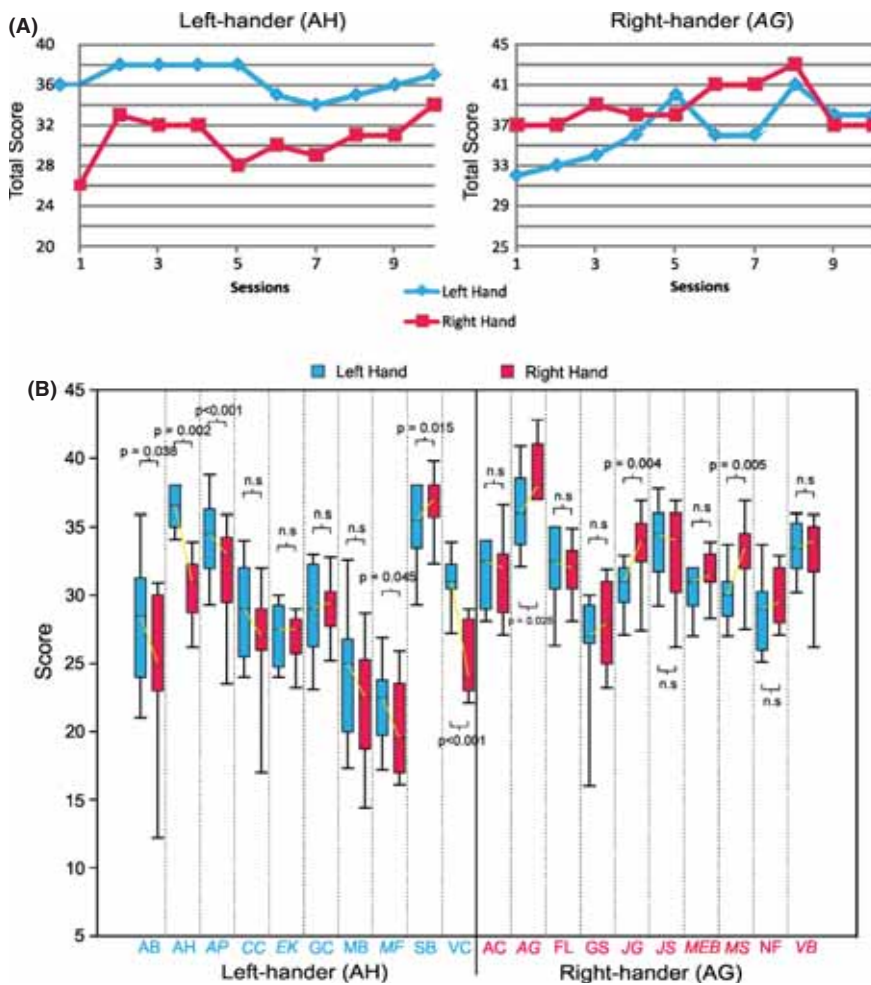 (A)
Left-hander (AH)
Right-hander (AG)
Total Score
40
36
32
28
24
20
1 3 5 7 9
Sessions
Total Score
45
41
37
33
29
25
1 3 5 7 9
Sessions
Left Hand
Right Hand
(B)
Left Hand Right Hand
Score
45
40
35
30
25
20
15
10
5
p = 0.038
p = 0.002
p<0.001
n.s
n.s
n.s
n.s
p = 0.045
p = 0.015
p<0.001
n.s
p = 0.028
n.s
n.s
p = 0.004
n.s
n.s
p = 0.005
n.s
n.s
AB AH AP CC EK GC MB MF SB VC AC AG FL GS JG JS MEB MS NF VB
Left-hander (AH) Right-hander (AG)